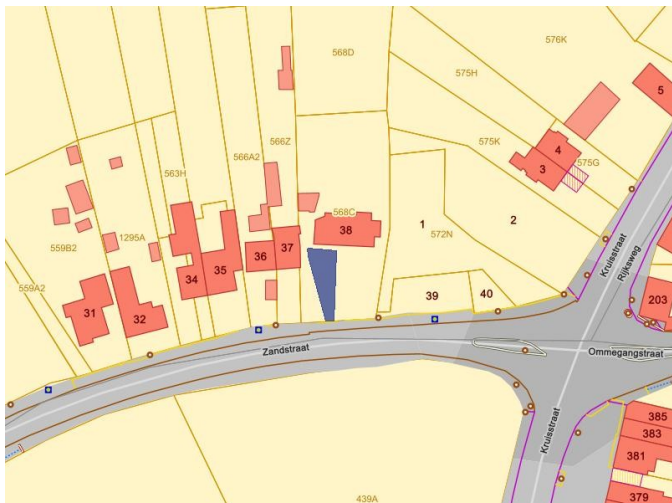 568D
576K
575H
5
566Z
575K
4
563H
566A2
3
575G
568C
1
2
572N
1295A
38
37
36
35
34
559B2
559A2
31
32
39
40
Kruisstraat
Rijksweg
203
Zandstraat
Ommegangstraat
Kruisstraat
385
383
381
379
439A